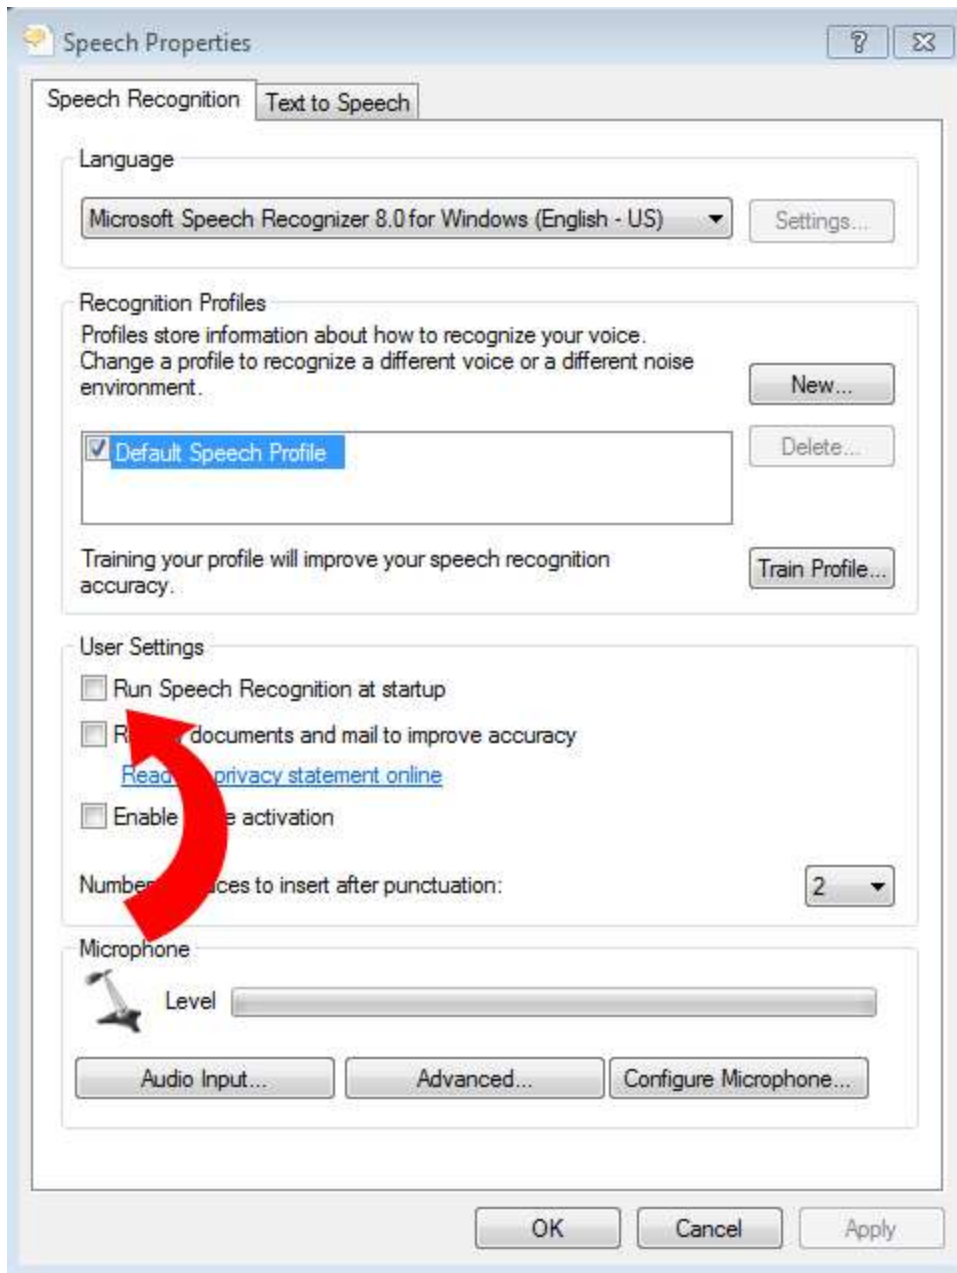 Speech Properties
Speech Recognition
Text to Speech
Language
Microsoft Speech Recognizer 8.0 for Windows (English - US)
Settings...
Recognition Profiles
Profiles store information about how to recognize your voice.
Change a profile to recognize a different voice or a different noise
environment.
New...
Default Speech Profile
Delete...
Training your profile will improve your speech recognition
accuracy.
Train Profile...
User Settings
Run Speech Recognition at startup
documents and mail to improve accuracy
Read privacy statement online
Enable activation
Number to insert after punctuation:
2
Microphone
Level
Audio Input...
Advanced...
Configure Microphone...
OK
Cancel
Apply